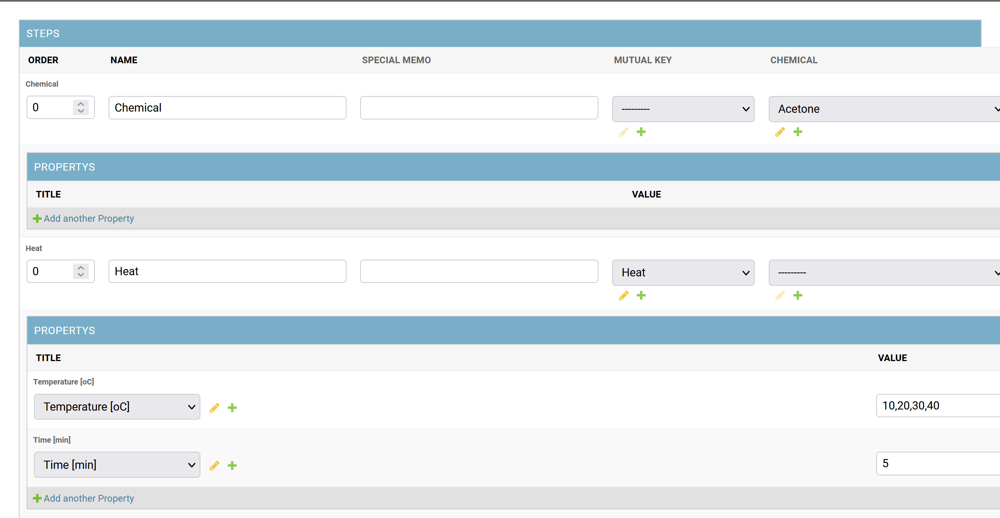 STEPS
ORDER NAME SPECIAL MEMO MUTUAL KEY CHEMICAL
Chemical
0 Chemical --------- Acetone
PROPERTYS
TITLE VALUE
Add another Property
Heat
0 Heat Heat ---------
PROPERTYS
TITLE VALUE
Temperature [oC]
Temperature [oC] 10,20,30,40
Time [min]
Time [min] 5
Add another Property